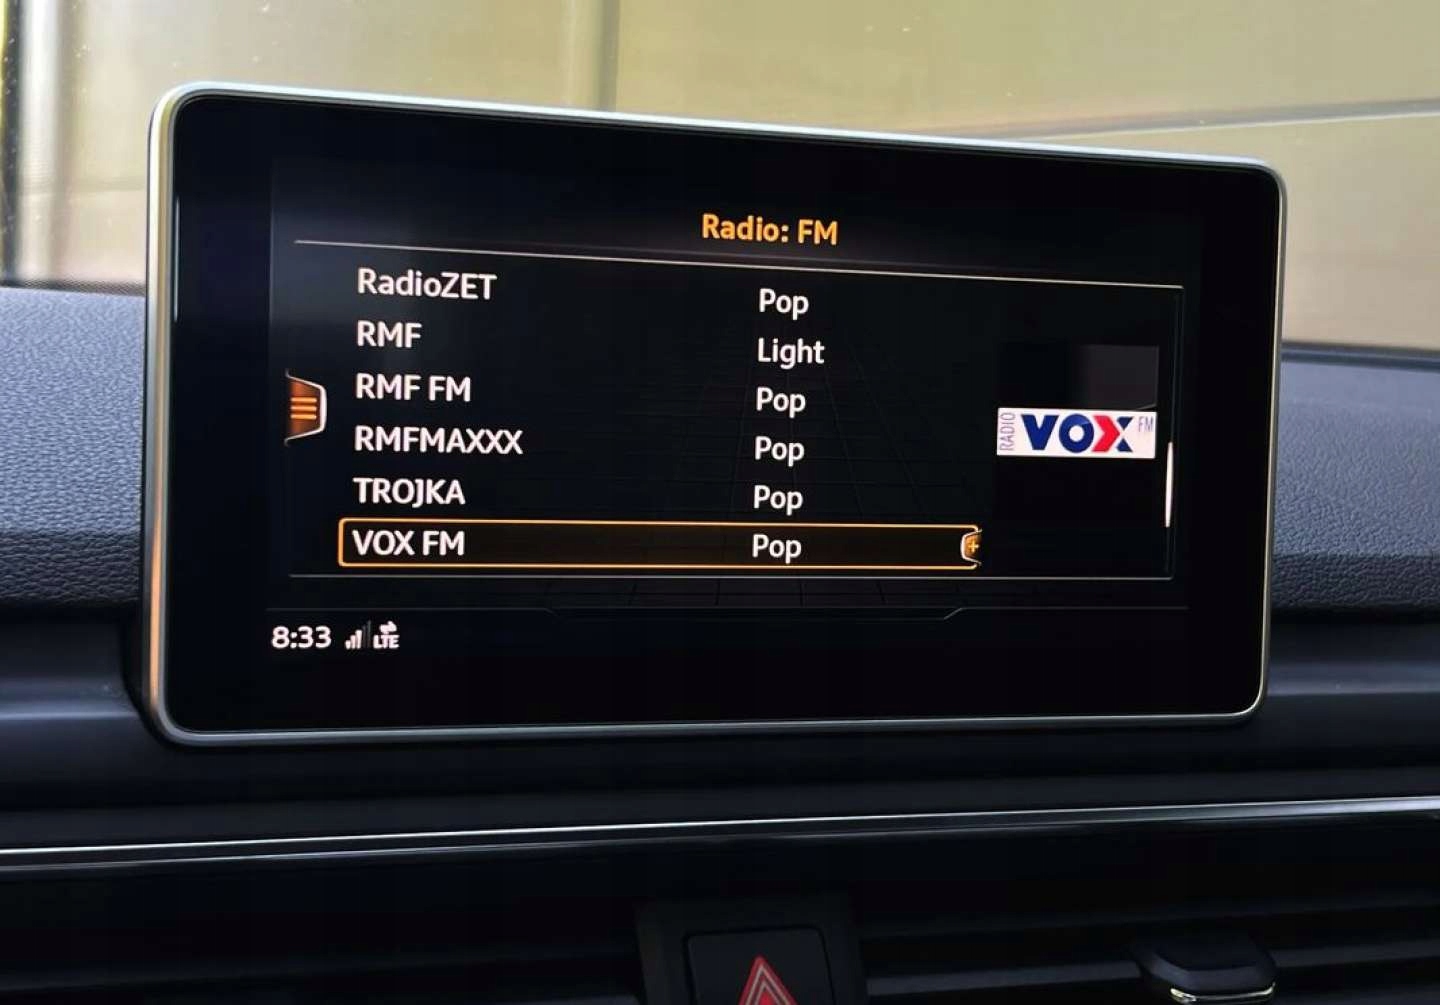 Radio: FM
RadioZET Pop
RMF Light
RMF FM Pop
RMFMAXXX Pop
TROJKA Pop
VOX FM Pop
RADIO VOX FM
8:33 LTE